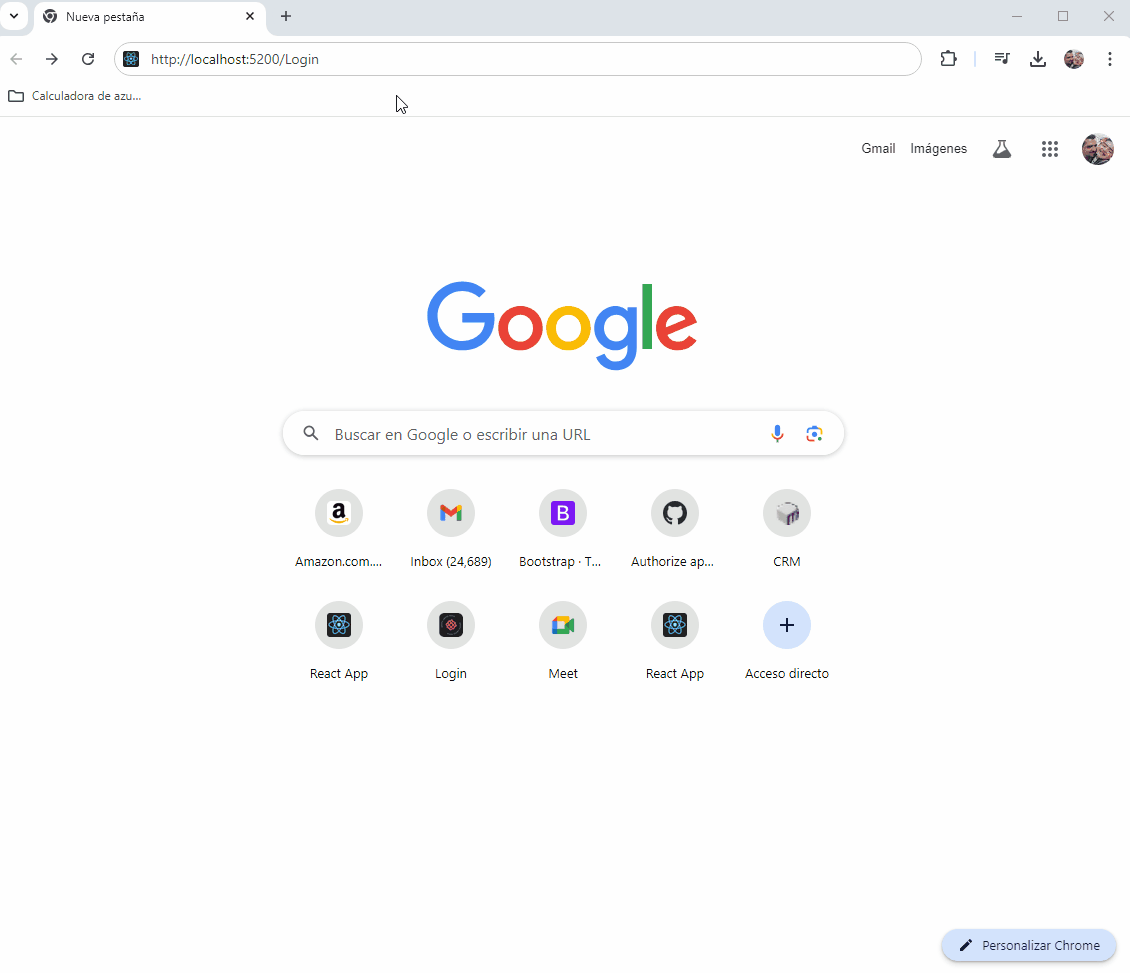 Nueva pestaña
http://localhost:5200/Login
Calculadora de azu...
Gmail Imágenes
Google
Buscar en Google o escribir una URL
a
B
Amazon.com.... Inbox (24,689) Bootstrap · T... Authorize ap... CRM
React App Login Meet React App Acceso directo
Personalizar Chrome